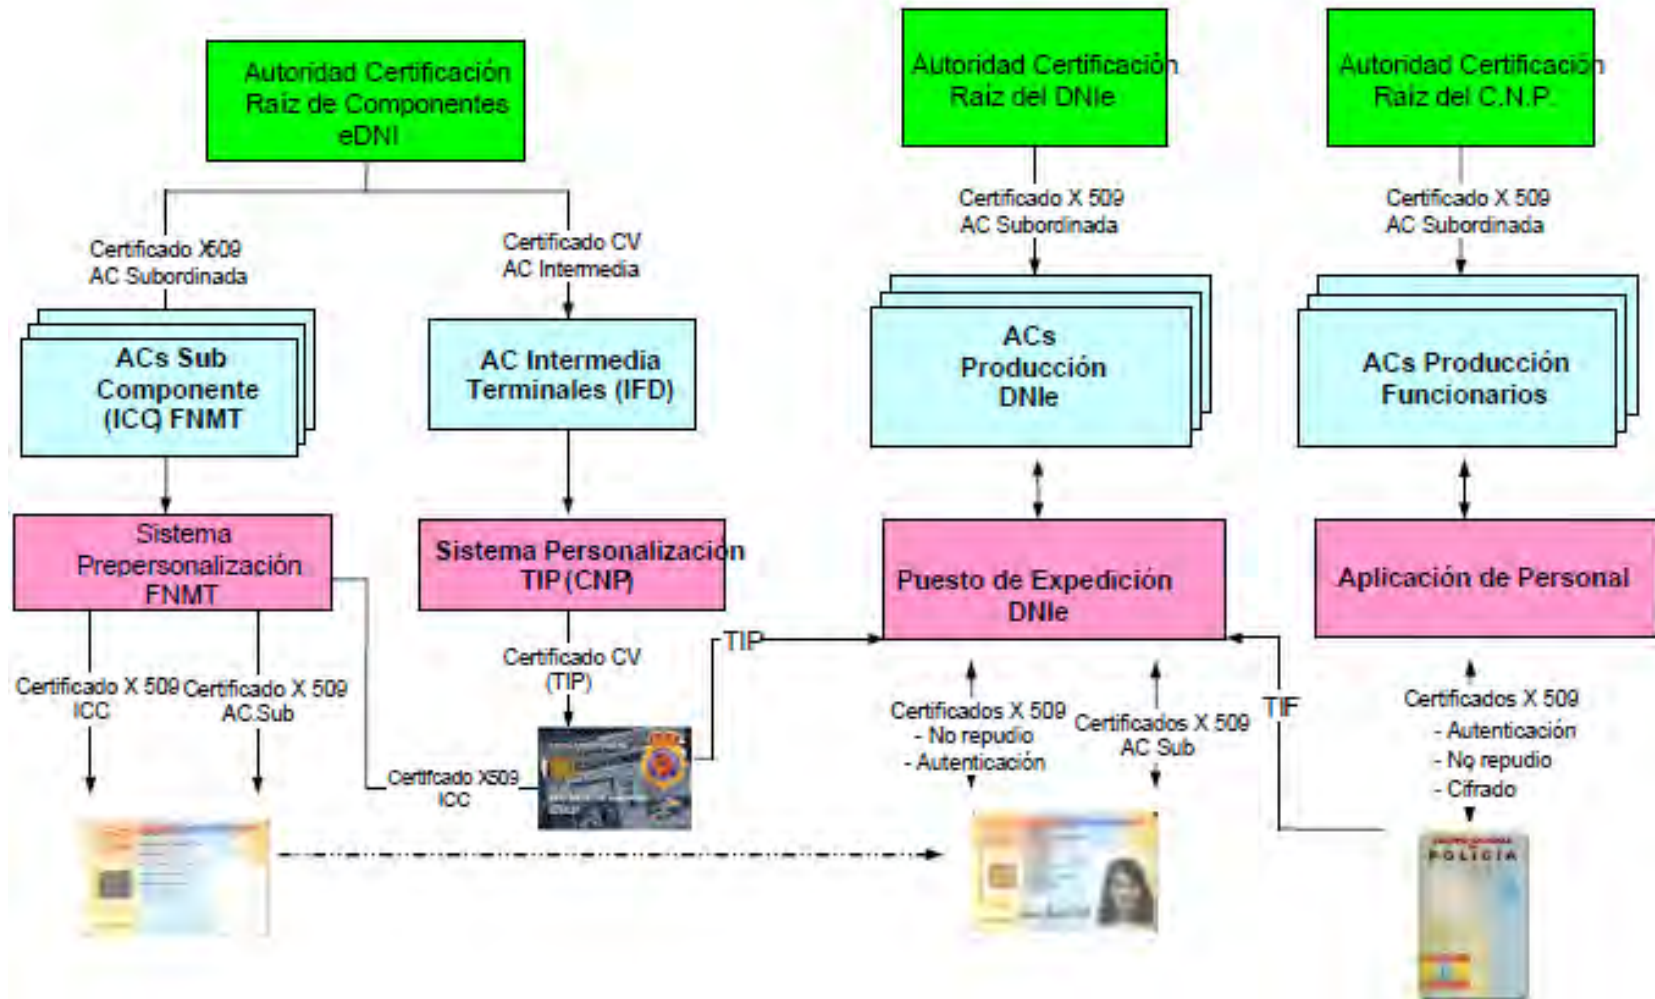 Autoridad Certificación
Raíz de Componentes
eDNI
Autoridad Certificación
Raíz del DNIe
Autoridad Certificación
Raíz del C.N.P.
Certificado X509
AC Subordinada
Certificado CV
AC Intermedia
Certificado X 509
AC Subordinada
Certificado X 509
AC Subordinada
ACs Sub
Componente
(ICC) FNMT
AC Intermedia
Terminales (IFD)
ACs
Producción
DNIe
ACs Producción
Funcionarios
Sistema
Prepersonalización
FNMT
Sistema Personalización
TIP (CNP)
Puesto de Expedición
DNIe
Aplicación de Personal
Certificado X 509
ICC
Certificado X 509
AC.Sub
Certificado CV
(TIP)
TIP
Certificados X 509
- No repudio
- Autenticación
Certificados X 509
AC Sub
TIF
Certificados X 509
- Autenticación
- No repudio
- Cifrado
Certifcado X509
ICC
POLICÍA